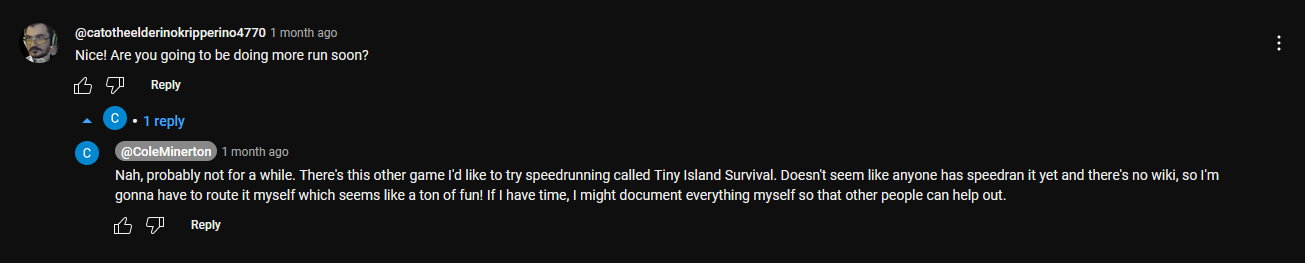 @catotheelderinokripperino4770 1 month ago
Nice! Are you going to be doing more run soon?
Reply
C • 1 reply
C @ColeMinerton 1 month ago
Nah, probably not for a while. There's this other game I'd like to try speedrunning called Tiny Island Survival. Doesn't seem like anyone has speedran it yet and there's no wiki, so I'm
gonna have to route it myself which seems like a ton of fun! If I have time, I might document everything myself so that other people can help out.
Reply